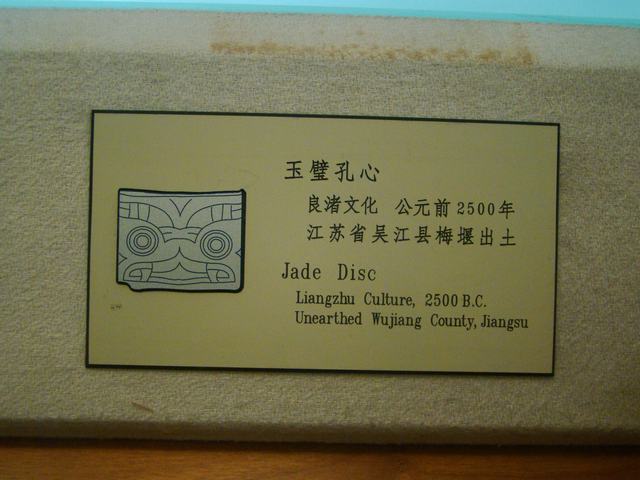 玉璧孔心
良渚文化 公元前2500年
江苏省吴江县梅堰出土
Jade Disc
Liangzhu Culture, 2500 B.C.
Unearthed Wujiang County, Jiangsu